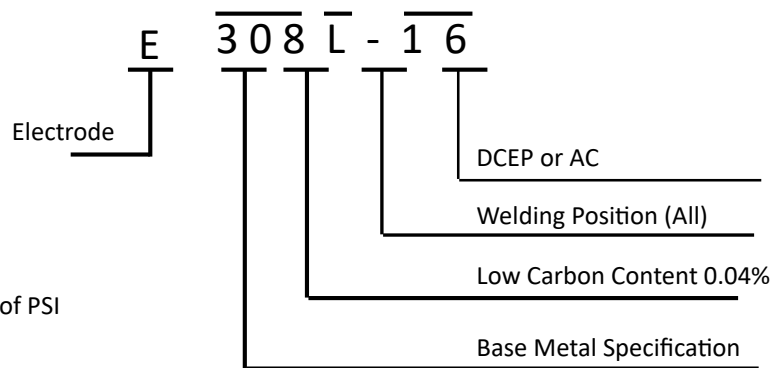 E 308L-16
Electrode
DCEP or AC
Welding Position (All)
Low Carbon Content 0.04%
of PSI
Base Metal Specification